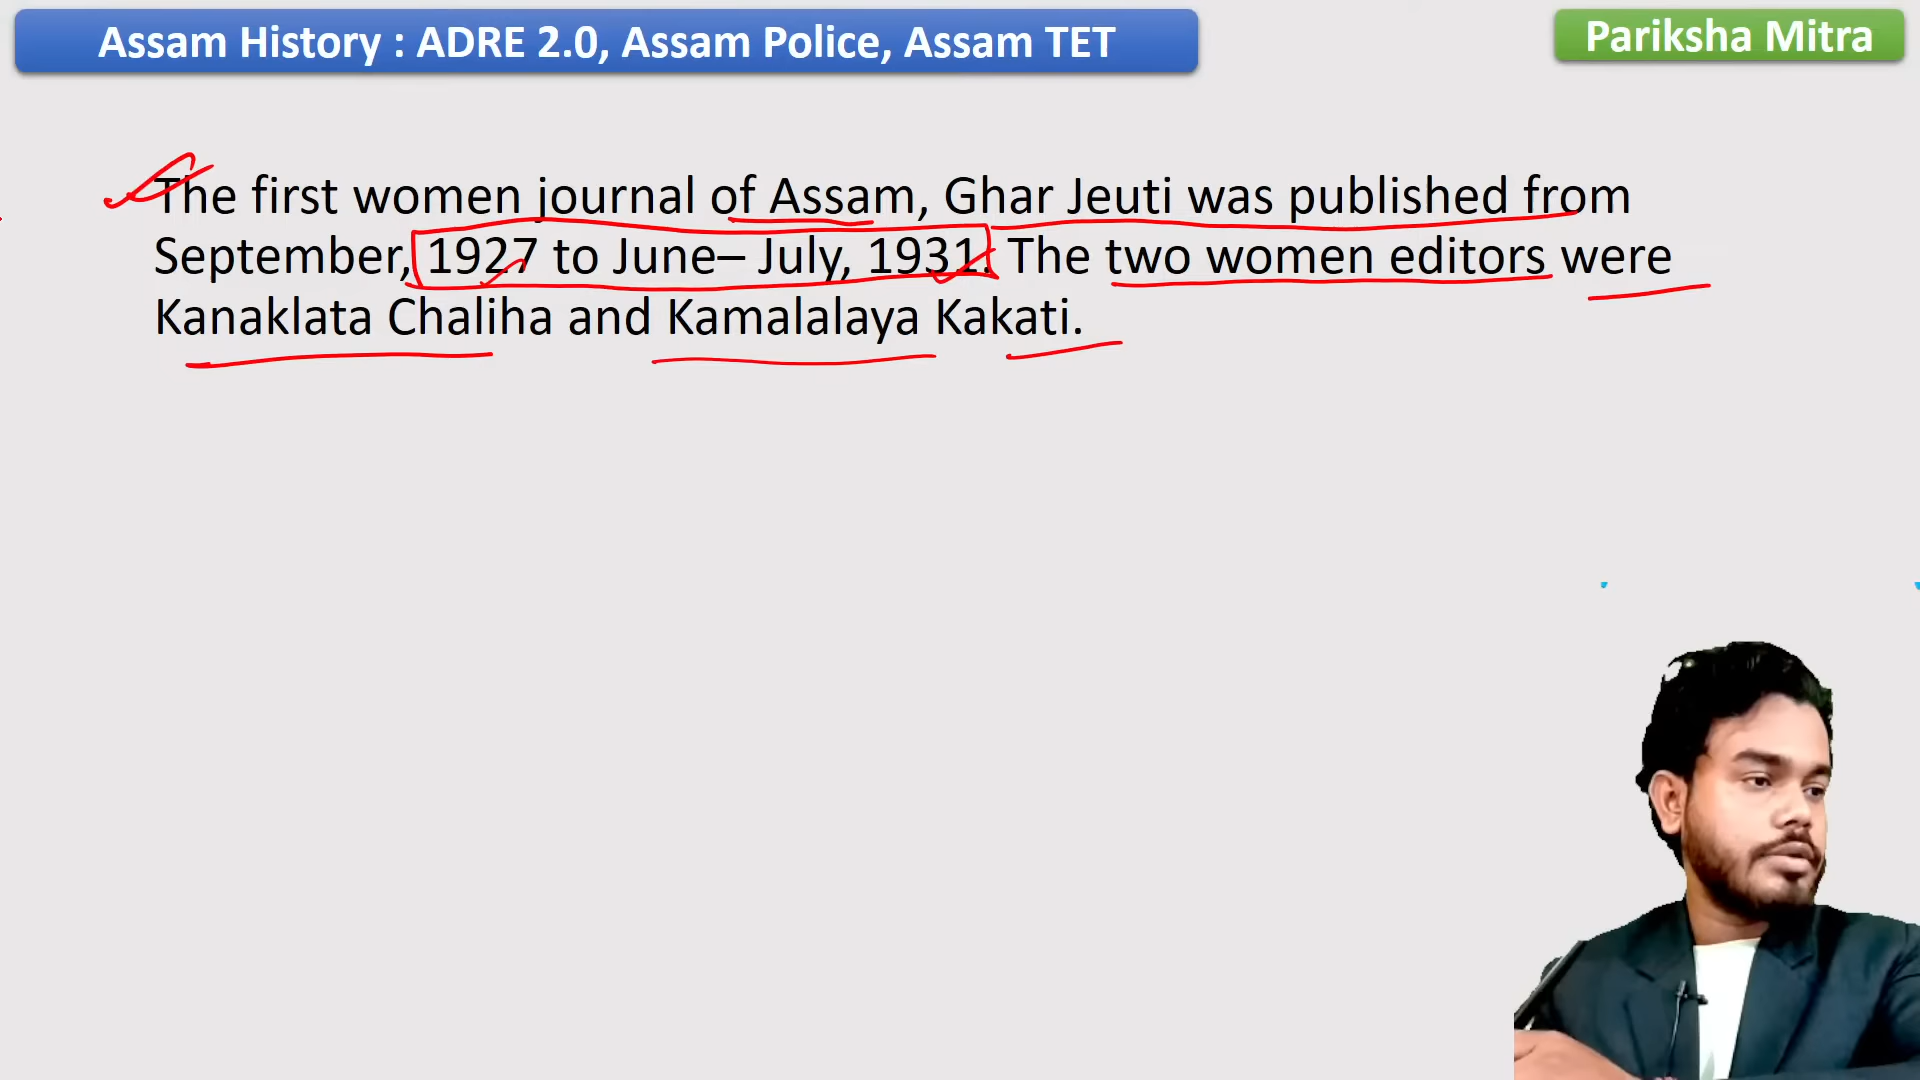 Assam History : ADRE 2.0, Assam Police, Assam TET
Pariksha Mitra
The first women journal of Assam, Ghar Jeuti was published from
September, 1927 to June– July, 1931. The two women editors were
Kanaklata Chaliha and Kamalalaya Kakati.